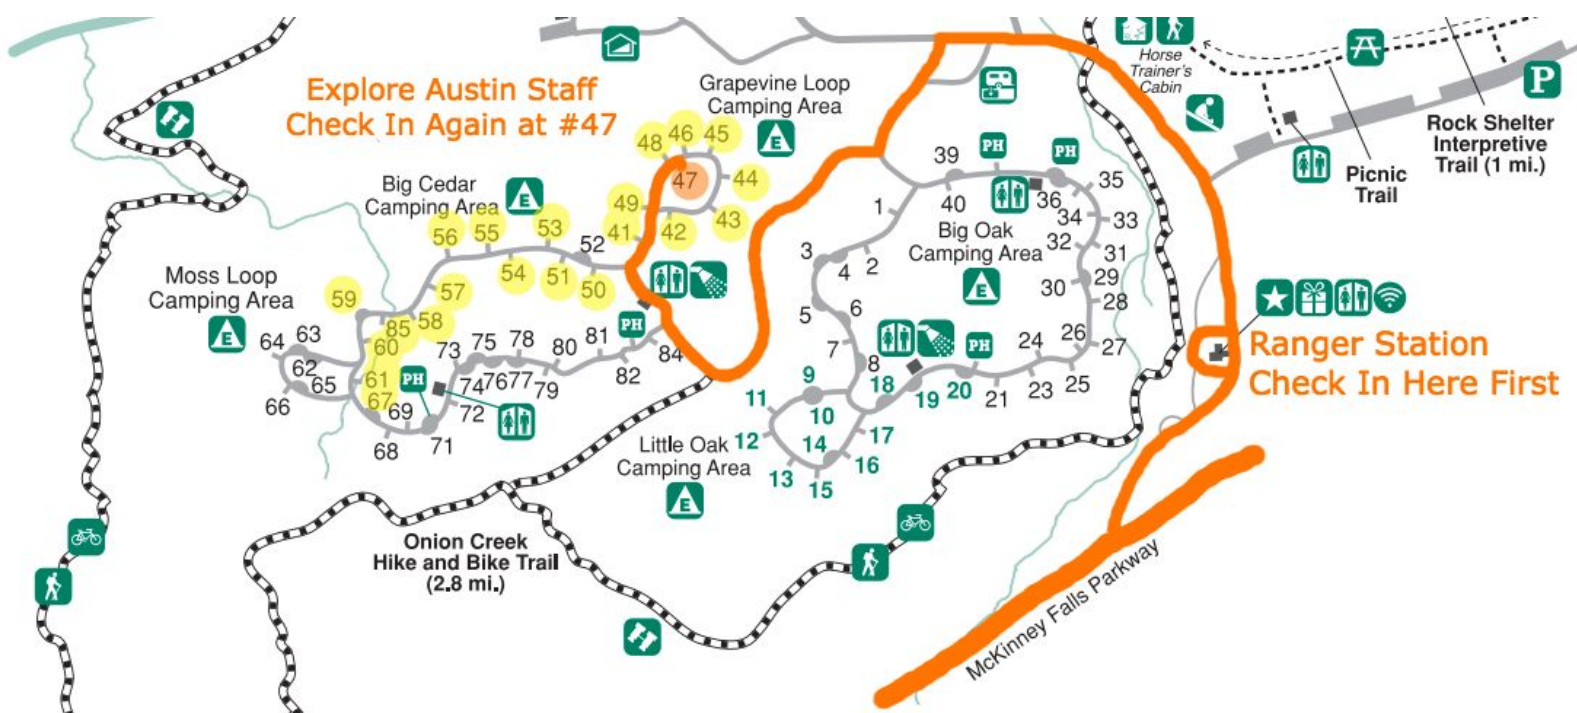 Explore Austin Staff
Check In Again at #47
Grapevine Loop
Camping Area
E
Horse
Trainer's
Cabin
P
Rock Shelter
Interpretive
Trail (1 mi.)
Picnic
Trail
48
46
45
47
44
49
43
41
42
Big Cedar
Camping Area
E
56
55
53
52
54
51
50
57
59
58
85
60
Moss Loop
Camping Area
E
64
63
62
65
66
61
67
PH
69
68
71
72
73
74
75
76
77
78
79
80
81
82
PH
84
39
PH
PH
40
36
35
34
33
32
31
30
29
28
26
27
24
25
23
21
20
PH
19
18
1
2
3
4
5
6
7
8
Big Oak
Camping Area
E
9
10
11
12
13
14
15
16
17
Little Oak
Camping Area
E
Ranger Station
Check In Here First
Onion Creek
Hike and Bike Trail
(2.8 mi.)
McKinney Falls Parkway